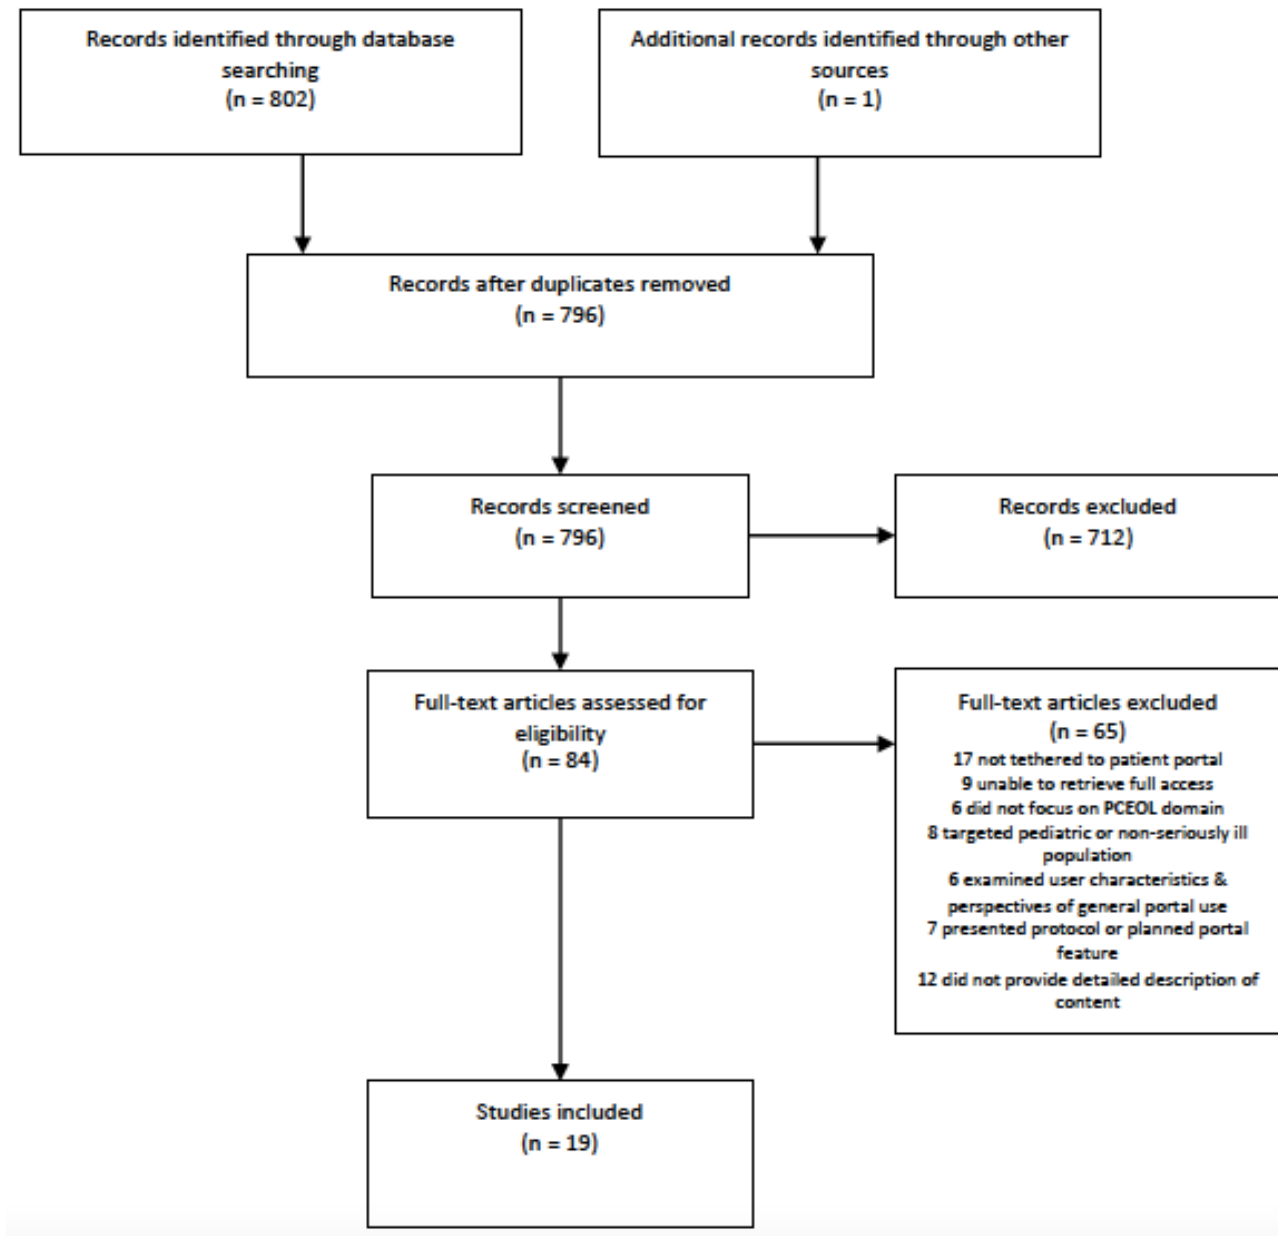 Records identified through database
searching
(n = 802)
Additional records identified through other
sources
(n = 1)
Records after duplicates removed
(n = 796)
Records screened
(n = 796)
Records excluded
(n = 712)
Full-text articles assessed for
eligibility
(n = 84)
Full-text articles excluded
(n = 65)
17 not tethered to patient portal
9 unable to retrieve full access
6 did not focus on PCEOL domain
8 targeted pediatric or non-seriously ill
population
6 examined user characteristics &
perspectives of general portal use
7 presented protocol or planned portal
feature
12 did not provide detailed description of
content
Studies included
(n = 19)